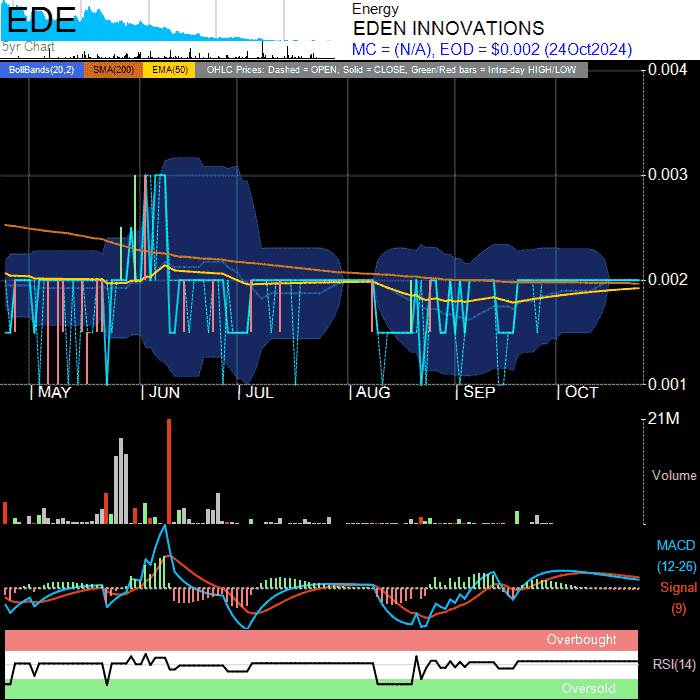 EDE
5yr Chart
Energy
EDEN INNOVATIONS
MC = (N/A), EOD = $0.002 (24Oct2024)
BollBands(20,2) SMA(200) EMA(50) OHLC Prices: Dashed = OPEN, Solid = CLOSE, Green/Red bars = Intra-day HIGH/LOW
0.004
0.003
0.002
0.001
MAY JUN JUL AUG SEP OCT
21M
Volume
MACD
(12-26)
Signal
(9)
Overbought
RSI(14)
Oversold